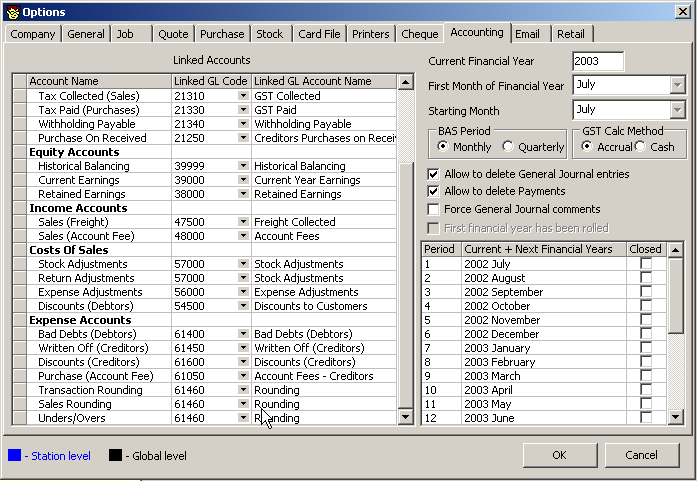 Options
Company General Job Quote Purchase Stock Card File Printers Cheque Accounting Email Retail
Linked Accounts
Account Name Linked GL Code Linked GL Account Name
Tax Collected (Sales) 21310 GST Collected
Tax Paid (Purchases) 21330 GST Paid
Withholding Payable 21340 Withholding Payable
Purchase On Received 21250 Creditors Purchases on Receiv
Equity Accounts
Historical Balancing 39999 Historical Balancing
Current Earnings 39000 Current Year Earnings
Retained Earnings 38000 Retained Earnings
Income Accounts
Sales (Freight) 47500 Freight Collected
Sales (Account Fee) 48000 Account Fees
Costs Of Sales
Stock Adjustments 57000 Stock Adjustments
Return Adjustments 57000 Stock Adjustments
Expense Adjustments 56000 Expense Adjustments
Discounts (Debtors) 54500 Discounts to Customers
Expense Accounts
Bad Debts (Debtors) 61400 Bad Debts (Debtors)
Written Off (Creditors) 61450 Written Off (Creditors)
Discounts (Creditors) 61600 Discounts (Creditors)
Purchase (Account Fee) 61050 Account Fees - Creditors
Transaction Rounding 61460 Rounding
Sales Rounding 61460 Rounding
Unders/Overs 61460 Rounding
Current Financial Year 2003
First Month of Financial Year July
Starting Month July
BAS Period
Monthly Quarterly
GST Calc Method
Accrual Cash
Allow to delete General Journal entries
Allow to delete Payments
Force General Journal comments
First financial year has been rolled
Period Current + Next Financial Years Closed
1 2002 July
2 2002 August
3 2002 September
4 2002 October
5 2002 November
6 2002 December
7 2003 January
8 2003 February
9 2003 March
10 2003 April
11 2003 May
12 2003 June
- Station level - Global level
OK Cancel